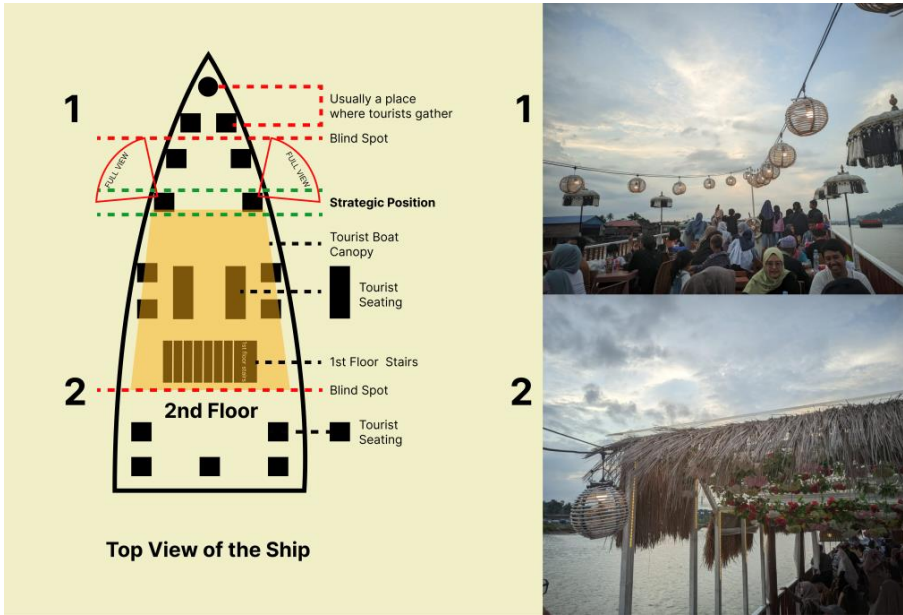 1
Usually a place
where tourists gather
Blind Spot
FULL VIEW
FULL VIEW
Strategic Position
Tourist Boat
Canopy
Tourist
Seating
1st floor stairs
1st Floor Stairs
2
Blind Spot
2nd Floor
Tourist
Seating
Top View of the Ship
1
2